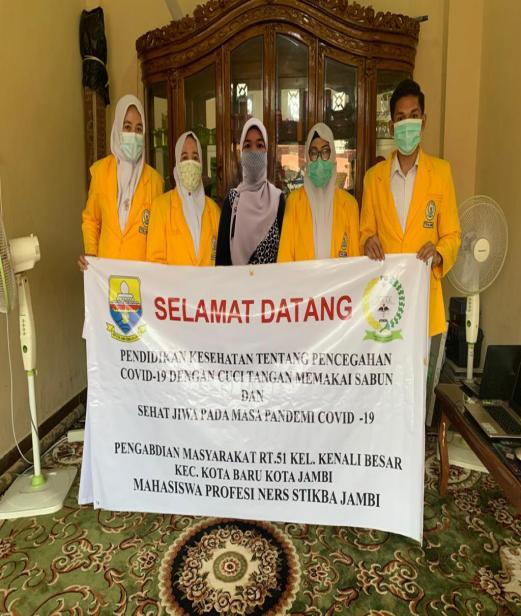 SELAMAT DATANG
PENDIDIKAN KESEHATAN TENTANG PENCEGAHAN
COVID-19 DENGAN CUCI TANGAN MEMAKAI SABUN
DAN
SEHAT JIWA PADA MASA PANDEMI COVID -19
PENGABDIAN MASYARAKAT RT.51 KEL. KENALI BESAR
KEC. KOTA BARU KOTA JAMBI
MAHASISWA PROFESI NERS STIKBA JAMBI